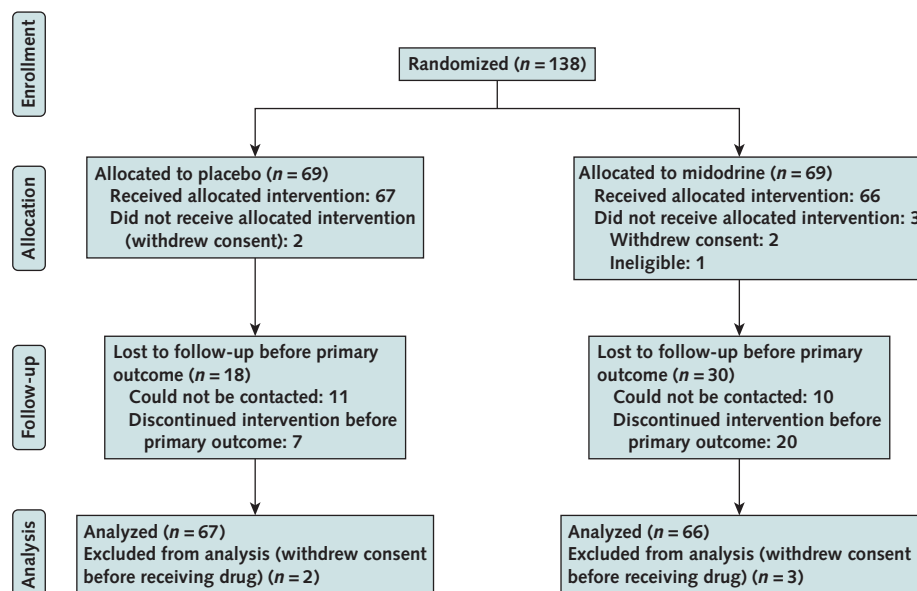 Enrollment
Randomized (n = 138)
Allocation
Allocated to placebo (n = 69)
Received allocated intervention: 67
Did not receive allocated intervention
(withdrew consent): 2
Allocated to midodrine (n = 69)
Received allocated intervention: 66
Did not receive allocated intervention: 3
Withdrew consent: 2
Ineligible: 1
Follow-up
Lost to follow-up before primary
outcome (n = 18)
Could not be contacted: 11
Discontinued intervention before
primary outcome: 7
Lost to follow-up before primary
outcome (n = 30)
Could not be contacted: 10
Discontinued intervention before
primary outcome: 20
Analysis
Analyzed (n = 67)
Excluded from analysis (withdrew consent
before receiving drug) (n = 2)
Analyzed (n = 66)
Excluded from analysis (withdrew consent
before receiving drug) (n = 3)